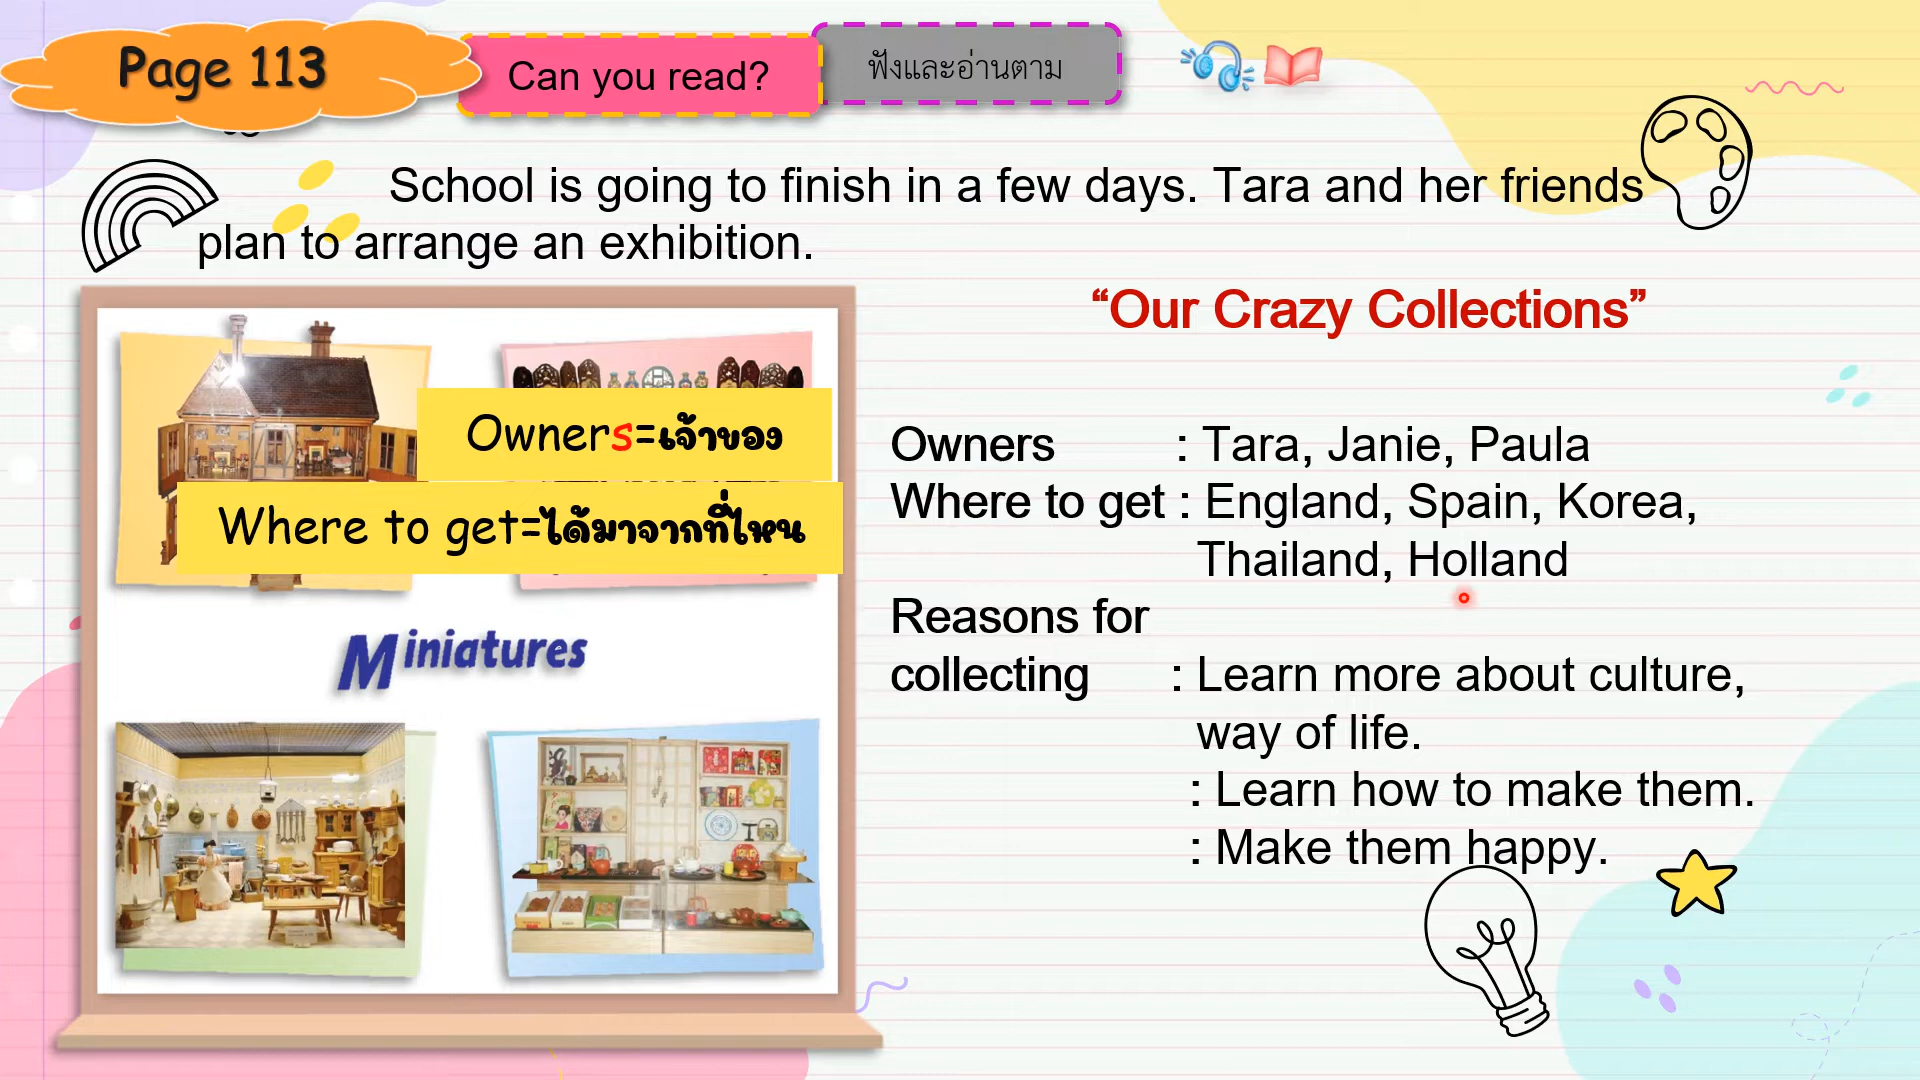 Page 113
Can you read?
ฟังและอ่านตาม
School is going to finish in a few days. Tara and her friends
plan to arrange an exhibition.
“Our Crazy Collections”
Owners=เจ้าของ
Where to get=ได้มาจากที่ไหน
Miniatures
Owners : Tara, Janie, Paula
Where to get : England, Spain, Korea,
Thailand, Holland
Reasons for
collecting : Learn more about culture,
way of life.
: Learn how to make them.
: Make them happy.